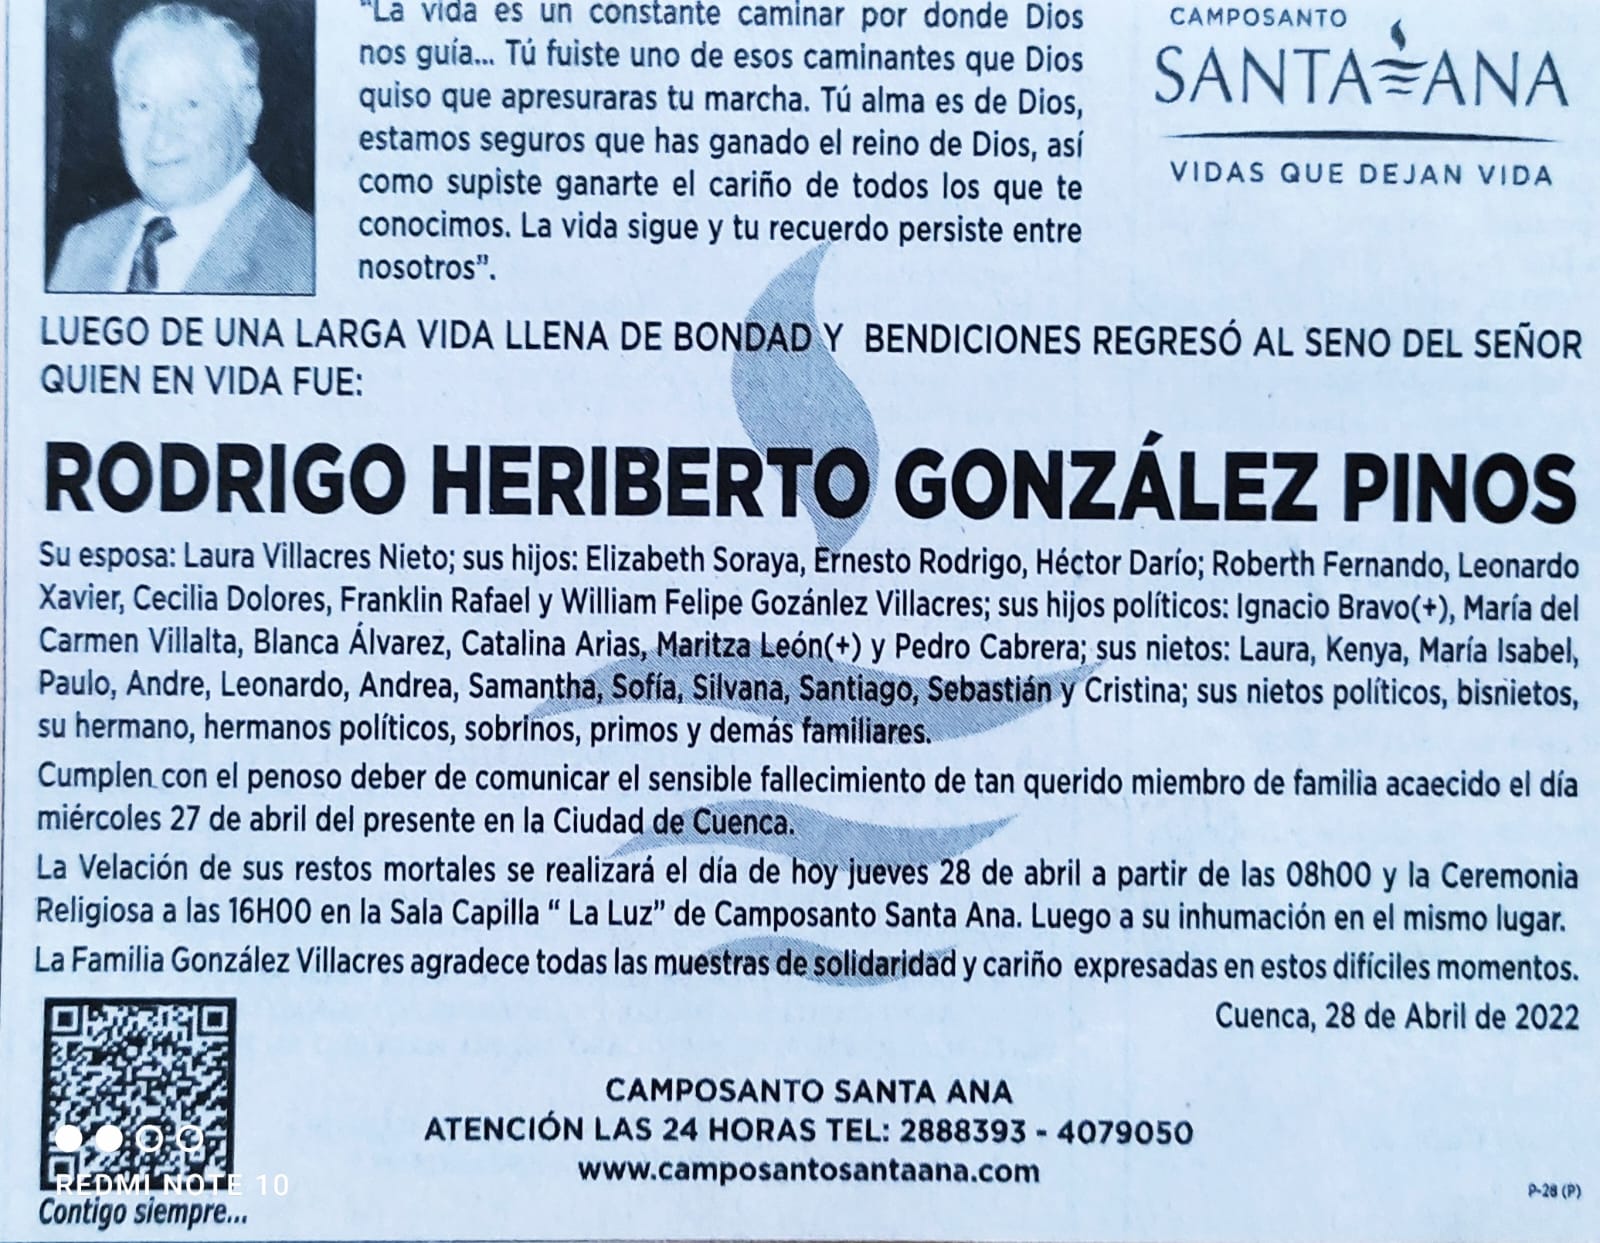 "La vida es un constante caminar por donde Dios
nos guía... Tú fuiste uno de esos caminantes que Dios
quiso que apresuraras tu marcha. Tú alma es de Dios,
estamos seguros que has ganado el reino de Dios, así
como supiste ganarte el cariño de todos los que te
conocimos. La vida sigue y tu recuerdo persiste entre
nosotros".
CAMPOSANTO
SANTA ANA
VIDAS QUE DEJAN VIDA
LUEGO DE UNA LARGA VIDA LLENA DE BONDAD Y BENDICIONES REGRESÓ AL SENO DEL SEÑOR
QUIEN EN VIDA FUE:
RODRIGO HERIBERTO GONZÁLEZ PINOS
Su esposa: Laura Villacres Nieto; sus hijos: Elizabeth Soraya, Ernesto Rodrigo, Héctor Darío; Roberth Fernando, Leonardo
Xavier, Cecilia Dolores, Franklin Rafael y William Felipe Gozánlez Villacres; sus hijos políticos: Ignacio Bravo(+), María del
Carmen Villalta, Blanca Álvarez, Catalina Arias, Maritza León(+) y Pedro Cabrera; sus nietos: Laura, Kenya, María Isabel,
Paulo, Andre, Leonardo, Andrea, Samantha, Sofía, Silvana, Santiago, Sebastián y Cristina; sus nietos políticos, bisnietos,
su hermano, hermanos políticos, sobrinos, primos y demás familiares.
Cumplen con el penoso deber de comunicar el sensible fallecimiento de tan querido miembro de familia acaecido el día
miércoles 27 de abril del presente en la Ciudad de Cuenca.
La Velación de sus restos mortales se realizará el día de hoy jueves 28 de abril a partir de las 08h00 y la Ceremonia
Religiosa a las 16H00 en la Sala Capilla " La Luz" de Camposanto Santa Ana. Luego a su inhumación en el mismo lugar.
La Familia González Villacres agradece todas las muestras de solidaridad y cariño expresadas en estos difíciles momentos.
Cuenca, 28 de Abril de 2022
CAMPOSANTO SANTA ANA
ATENCIÓN LAS 24 HORAS TEL: 2888393 - 4079050
www.camposantosantaana.com
REDMI NOTE 10
Contigo siempre...
P-28 (P)